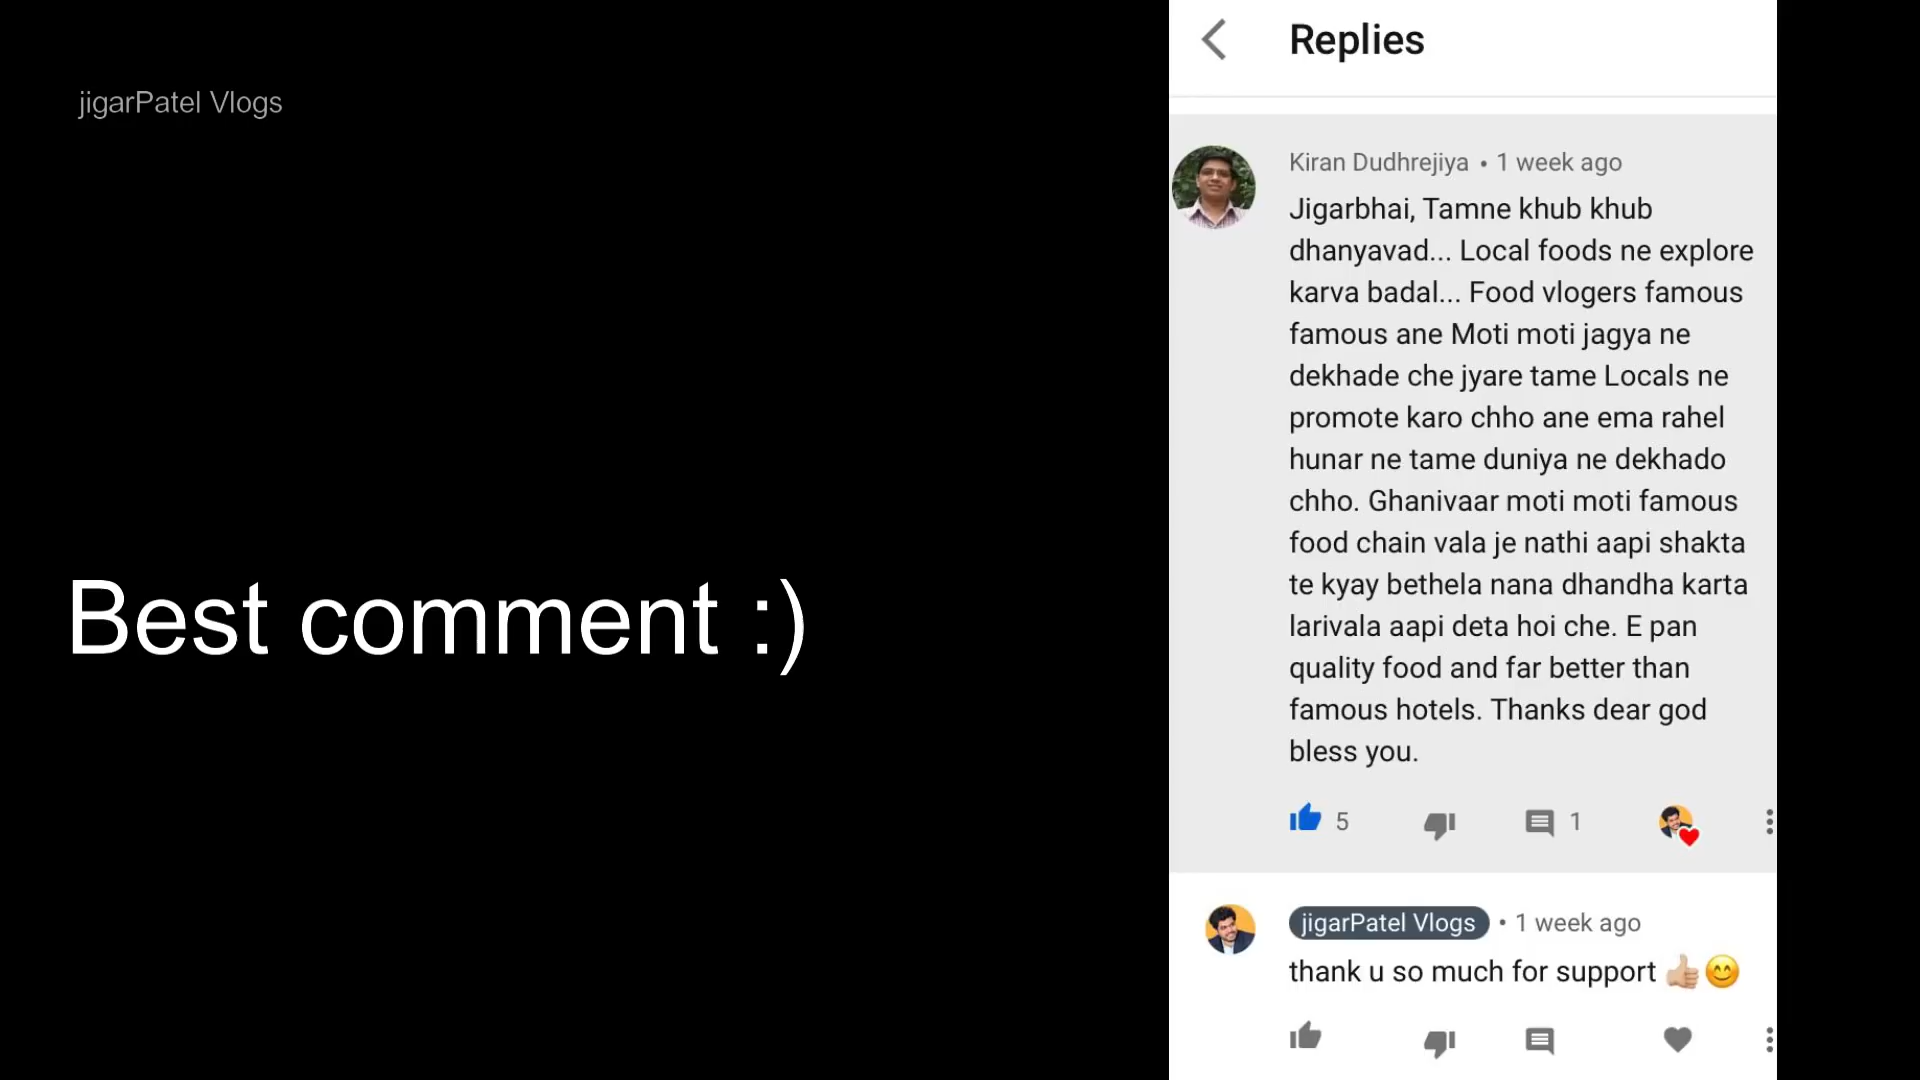 jigarPatel Vlogs
Best comment :)
Replies
Kiran Dudhrejiya • 1 week ago
Jigarbhai, Tamne khub khub
dhanyavad... Local foods ne explore
karva badal... Food vlogers famous
famous ane Moti moti jagya ne
dekhade che jyare tame Locals ne
promote karo chho ane ema rahel
hunar ne tame duniya ne dekhado
chho. Ghanivaar moti moti famous
food chain vala je nathi aapi shakta
te kyay bethela nana dhandha karta
larivala aapi deta hoi che. E pan
quality food and far better than
famous hotels. Thanks dear god
bless you.
5 1
jigarPatel Vlogs • 1 week ago
thank u so much for support 👍🏼😊